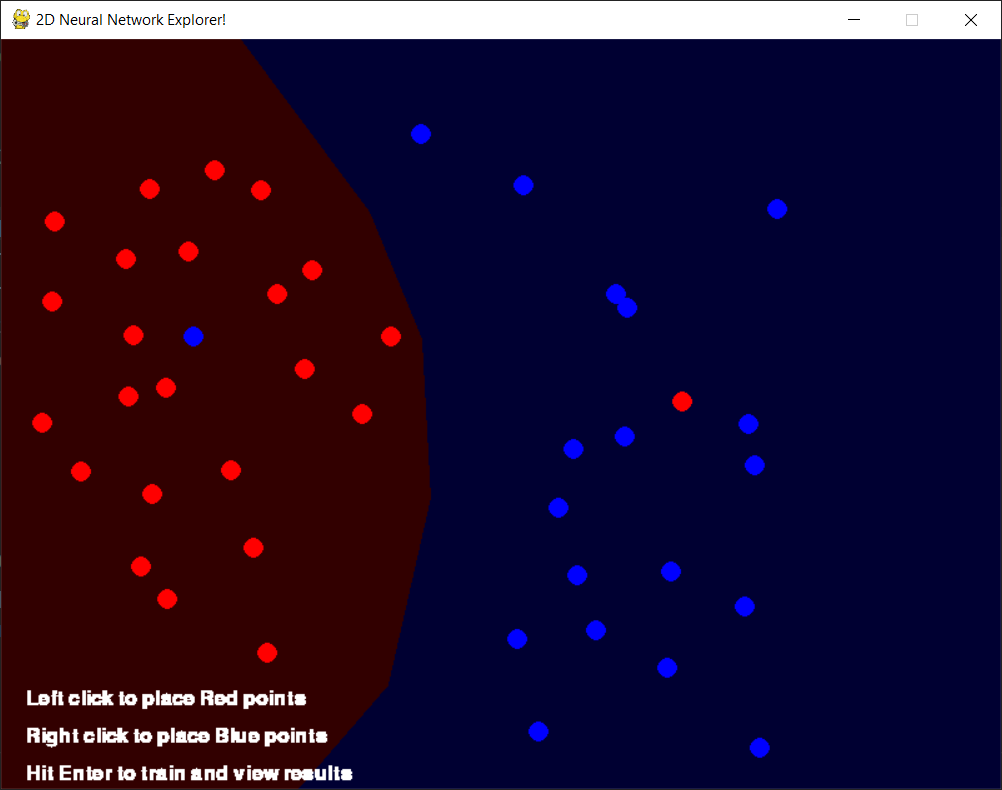 2D Neural Network Explorer!
Left click to place Red points
Right click to place Blue points
Hit Enter to train and view results